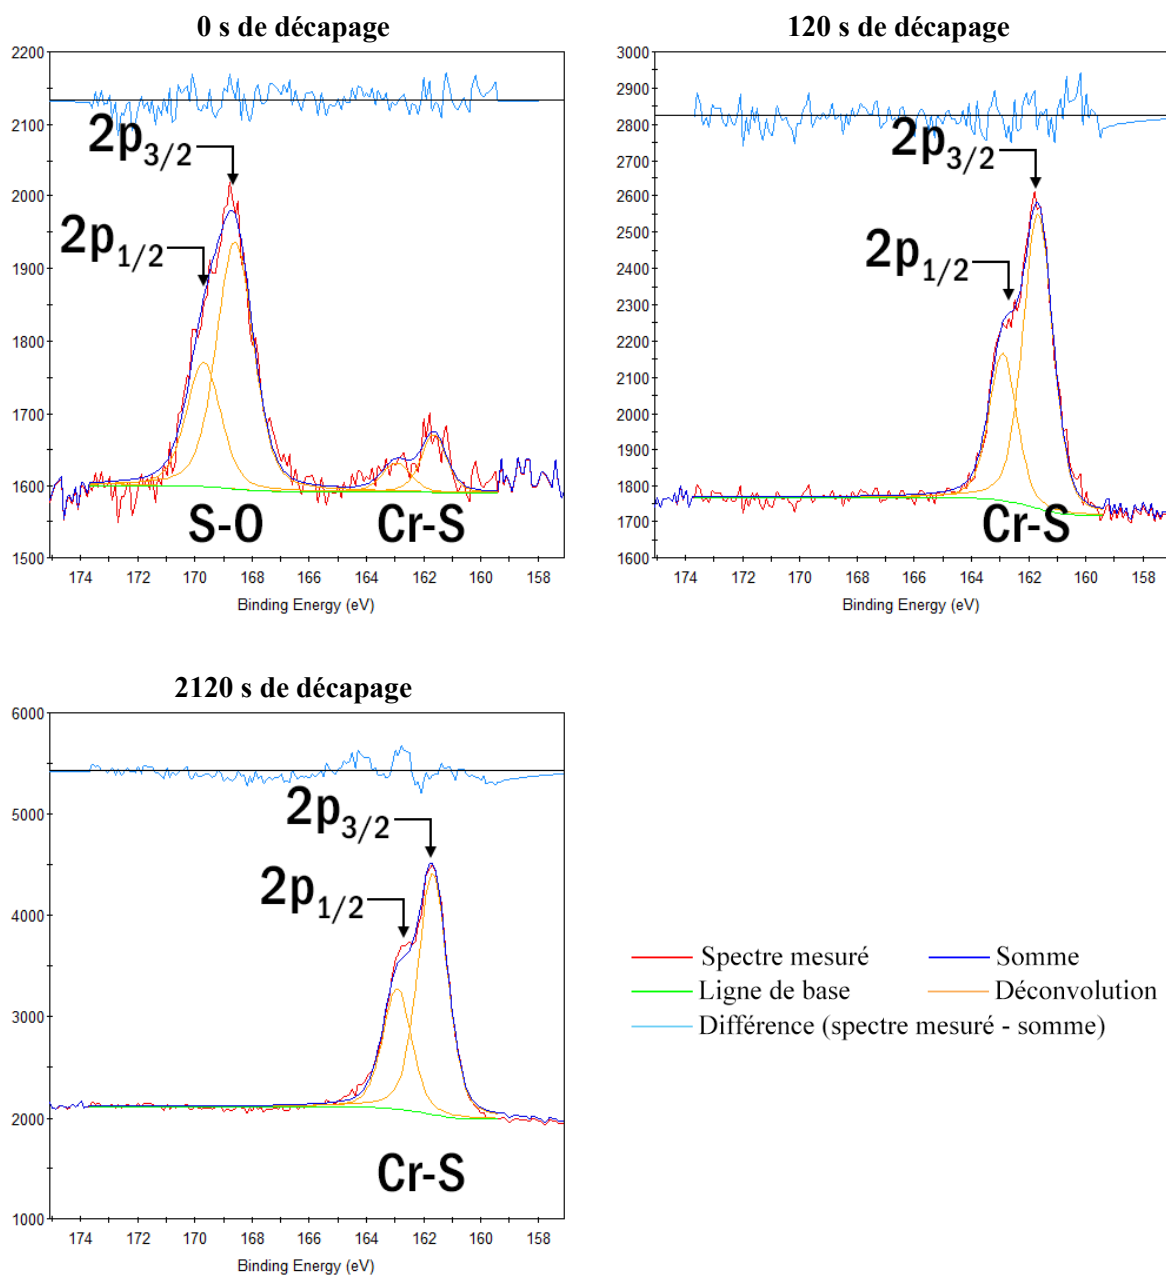 0 s de décapage
2200
2100
2000
1900
1800
1700
1600
1500
2p3/2
2p1/2
S-O
Cr-S
174 172 170 168 166 164 162 160 158
Binding Energy (eV)
120 s de décapage
3000
2900
2800
2700
2600
2500
2400
2300
2200
2100
2000
1900
1800
1700
1600
2p3/2
2p1/2
Cr-S
174 172 170 168 166 164 162 160 158
Binding Energy (eV)
2120 s de décapage
6000
5000
4000
3000
2000
1000
2p3/2
2p1/2
Cr-S
174 172 170 168 166 164 162 160 158
Binding Energy (eV)
Spectre mesuré
Somme
Ligne de base
Déconvolution
Différence (spectre mesuré - somme)